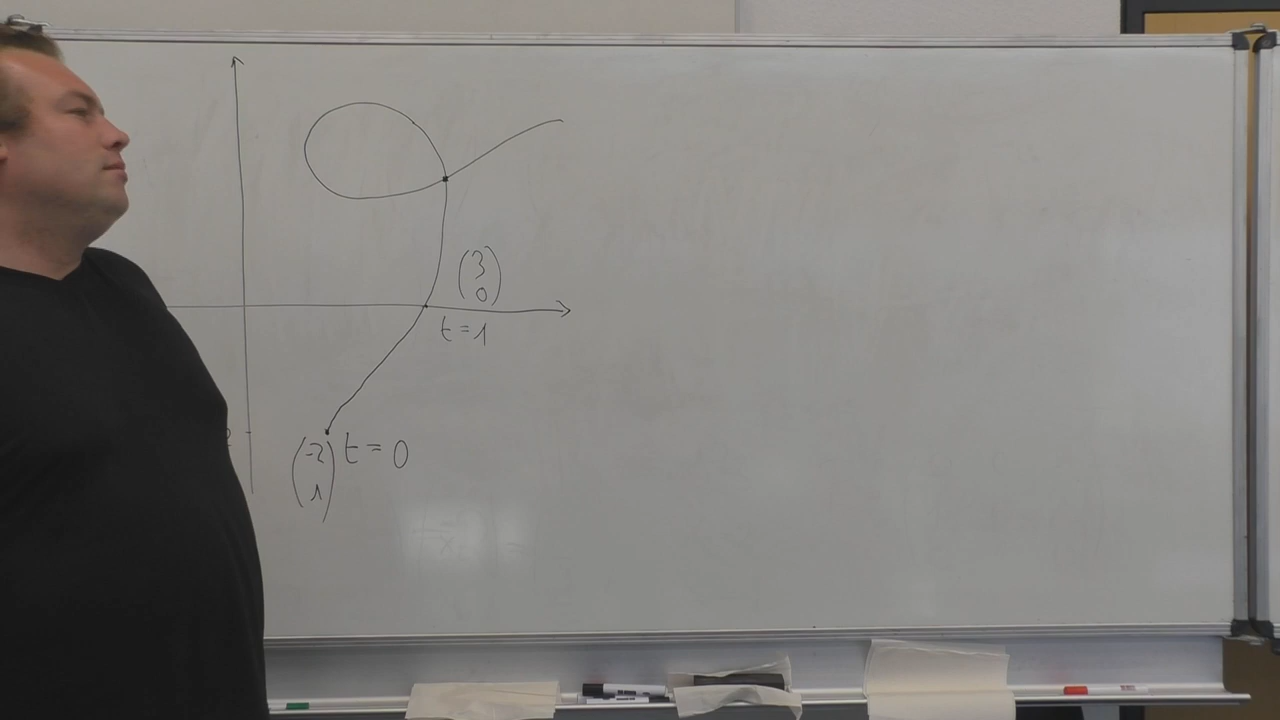 (3
0)
t = 1
(-2
1) t = 0